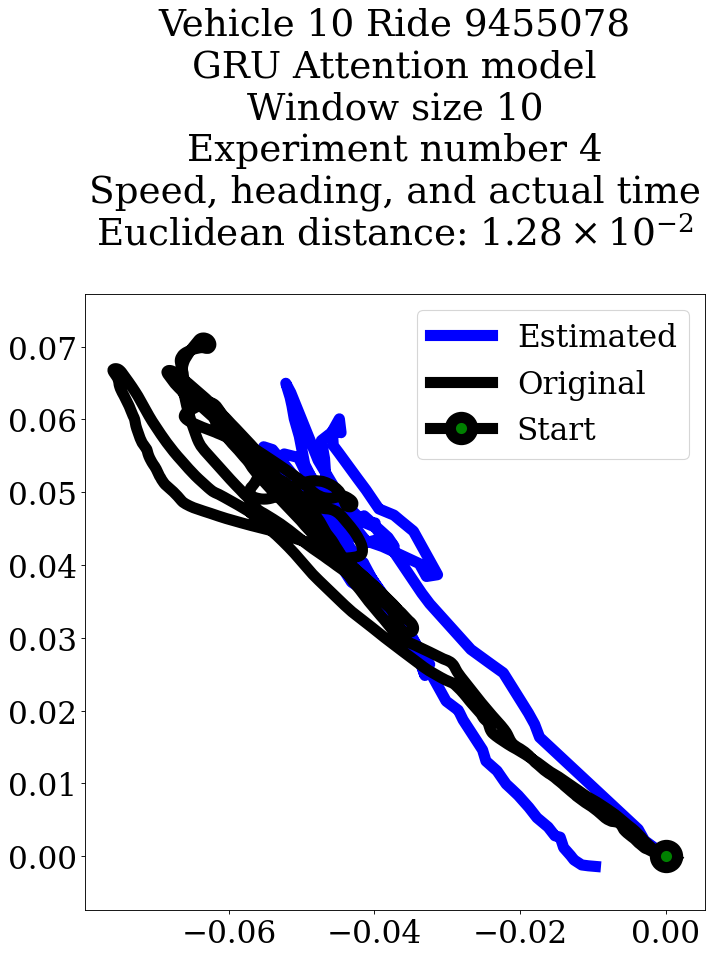 Vehicle 10 Ride 9455078
GRU Attention model
Window size 10
Experiment number 4
Speed, heading, and actual time
Euclidean distance: 1.28 × 10⁻²
Estimated
Original
Start
0.07
0.06
0.05
0.04
0.03
0.02
0.01
0.00
−0.06 −0.04 −0.02 0.00